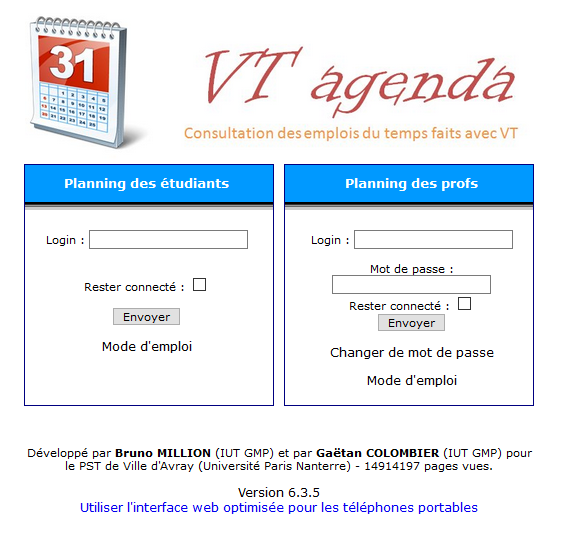 31
VT agenda
Consultation des emplois du temps faits avec VT
Planning des étudiants
Login :
Rester connecté :
Envoyer
Mode d'emploi
Planning des profs
Login :
Mot de passe :
Rester connecté :
Envoyer
Changer de mot de passe
Mode d'emploi
Développé par Bruno MILLION (IUT GMP) et par Gaëtan COLOMBIER (IUT GMP) pour
le PST de Ville d'Avray (Université Paris Nanterre) - 14914197 pages vues.
Version 6.3.5
Utiliser l'interface web optimisée pour les téléphones portables